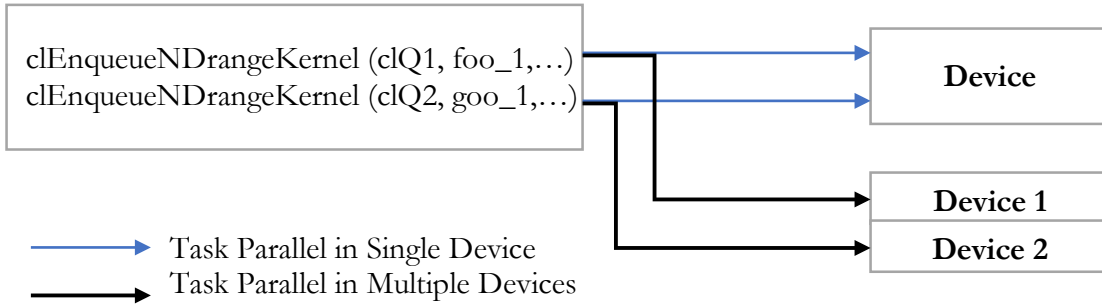 clEnqueueNDrangeKernel (clQ1, foo_1,…)
clEnqueueNDrangeKernel (clQ2, goo_1,…)
Device
Device 1
Device 2
Task Parallel in Single Device
Task Parallel in Multiple Devices